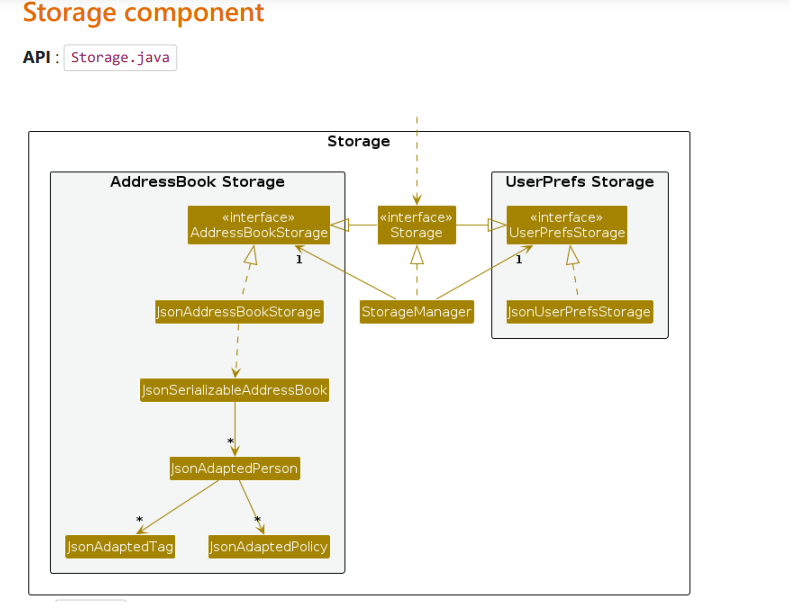 Storage component
API : Storage.java
Storage
AddressBook Storage
UserPrefs Storage
«interface»
AddressBookStorage
«interface»
Storage
«interface»
UserPrefsStorage
1
1
JsonAddressBookStorage
StorageManager
JsonUserPrefsStorage
JsonSerializableAddressBook
*
JsonAdaptedPerson
*
*
JsonAdaptedTag
JsonAdaptedPolicy